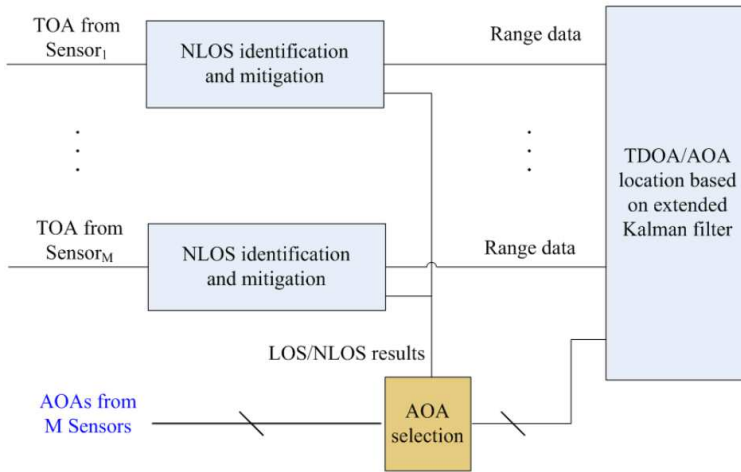 TOA from
Sensor₁
NLOS identification
and mitigation
Range data
TDOA/AOA
location based
on extended
Kalman filter
TOA from
Sensor_M
NLOS identification
and mitigation
Range data
LOS/NLOS results
AOAs from
M Sensors
AOA
selection